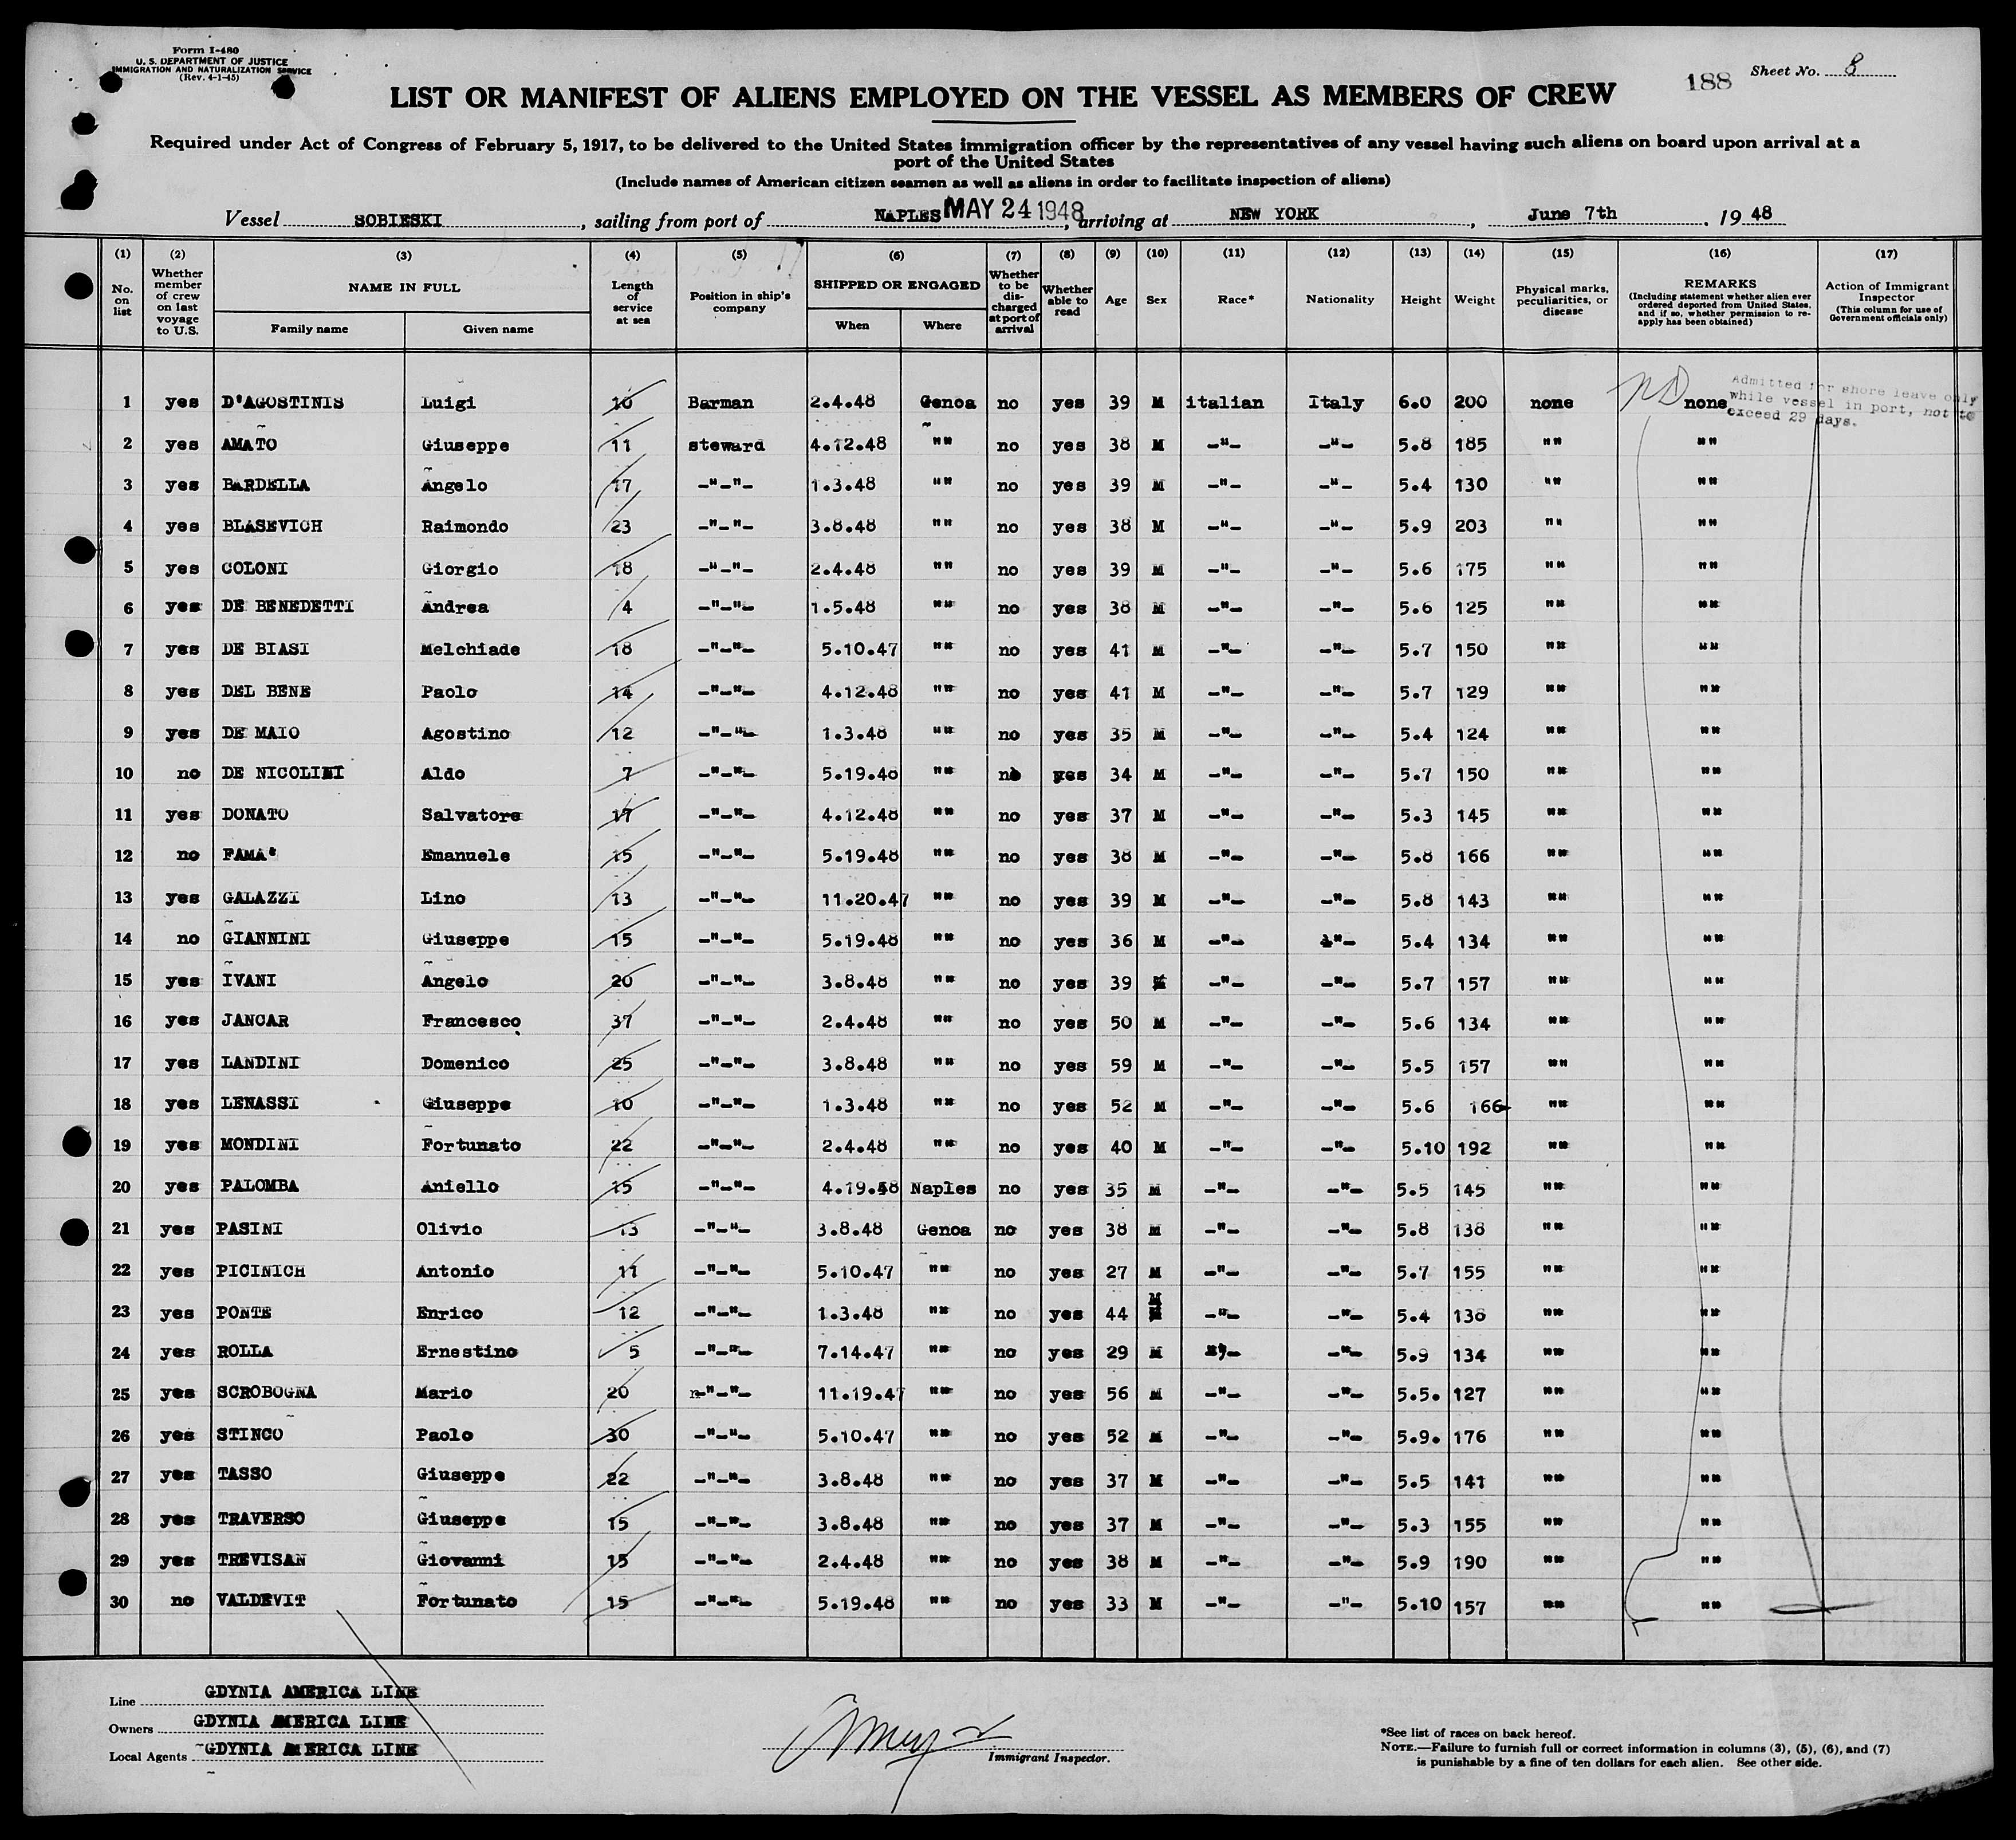 Form I-480
U. S. DEPARTMENT OF JUSTICE
IMMIGRATION AND NATURALIZATION SERVICE
(Rev. 4-1-45)
188 Sheet No. 8
LIST OR MANIFEST OF ALIENS EMPLOYED ON THE VESSEL AS MEMBERS OF CREW
Required under Act of Congress of February 5, 1917, to be delivered to the United States immigration officer by the representatives of any vessel having such aliens on board upon arrival at a
port of the United States
(Include names of American citizen seamen as well as aliens in order to facilitate inspection of aliens)
Vessel SOBIESKI, sailing from port of NAPLES MAY 24 1948, arriving at NEW YORK, June 7th, 19 48
(1) (2) (3) (4) (5) (6) (7) (8) (9) (10) (11) (12) (13) (14) (15) (16) (17)
No. on list
Whether member of crew on last voyage to U.S.
NAME IN FULL
Family name Given name
Length of service at sea
Position in ship's company
SHIPPED OR ENGAGED
When Where
Whether to be discharged at port of arrival
Whether able to read
Age
Sex
Race*
Nationality
Height
Weight
Physical marks, peculiarities, or disease
REMARKS
(Including statement whether alien ever ordered deported from United States, and if so, whether permission to reapply has been obtained)
Action of Immigrant Inspector
(This column for use of Government officials only)
Admitted for shore leave only
while vessel in port, not to
exceed 29 days.
1 yes D'AGOSTINIS Luigi 10 Barman 2.4.48 Genoa no yes 39 M italian Italy 6.0 200 none none
2 yes AMATO Giuseppe 11 steward 4.12.48 "" no yes 38 M -"- -"- 5.8 185 "" ""
3 yes BARDELLA Angelo 17 -"-"- 1.3.48 "" no yes 39 M -"- -"- 5.4 130 "" ""
4 yes BLASEVICH Raimondo 23 -"-"- 3.8.48 "" no yes 38 M -"- -"- 5.9 203 "" ""
5 yes COLONI Giorgio 18 -"-"- 2.4.48 "" no yes 39 M -"- -"- 5.6 175 "" ""
6 yes DE BENEDETTI Andrea 4 -"-"- 1.5.48 "" no yes 38 M -"- -"- 5.6 125 "" ""
7 yes DE BIASI Melchiade 18 -"-"- 5.10.47 "" no yes 41 M -"- -"- 5.7 150 "" ""
8 yes DEL BENE Paolo 14 -"-"- 4.12.48 "" no yes 41 M -"- -"- 5.7 129 "" ""
9 yes DE MAIO Agostino 12 -"-"- 1.3.48 "" no yes 35 M -"- -"- 5.4 124 "" ""
10 no DE NICOLINI Aldo 7 -"-"- 5.19.48 "" no yes 34 M -"- -"- 5.7 150 "" ""
11 yes DONATO Salvatore 17 -"-"- 4.12.48 "" no yes 37 M -"- -"- 5.3 145 "" ""
12 no FAMA' Emanuele 15 -"-"- 5.19.48 "" no yes 38 M -"- -"- 5.8 166 "" ""
13 yes GALAZZI Lino 13 -"-"- 11.20.47 "" no yes 39 M -"- -"- 5.8 143 "" ""
14 no GIANNINI Giuseppe 15 -"-"- 5.19.48 "" no yes 36 M -"- -"- 5.4 134 "" ""
15 yes IVANI Angelo 20 -"-"- 3.8.48 "" no yes 39 M -"- -"- 5.7 157 "" ""
16 yes JANCAR Francesco 37 -"-"- 2.4.48 "" no yes 50 M -"- -"- 5.6 134 "" ""
17 yes LANDINI Domenico 25 -"-"- 3.8.48 "" no yes 59 M -"- -"- 5.5 157 "" ""
18 yes LENASSI Giuseppe 10 -"-"- 1.3.48 "" no yes 52 M -"- -"- 5.6 166 "" ""
19 yes MONDINI Fortunato 22 -"-"- 2.4.48 "" no yes 40 M -"- -"- 5.10 192 "" ""
20 yes PALOMBA Aniello 15 -"-"- 4.19.48 Naples no yes 35 M -"- -"- 5.5 145 "" ""
21 yes PASINI Olivio 13 -"-"- 3.8.48 Genoa no yes 38 M -"- -"- 5.8 138 "" ""
22 yes PICINICH Antonio 11 -"-"- 5.10.47 "" no yes 27 M -"- -"- 5.7 155 "" ""
23 yes PONTE Enrico 12 -"-"- 1.3.48 "" no yes 44 M -"- -"- 5.4 138 "" ""
24 yes ROLLA Ernestino 5 -"-"- 7.14.47 "" no yes 29 M -"- -"- 5.9 134 "" ""
25 yes SCROBOGNA Mario 20 -"-"- 11.19.47 "" no yes 56 M -"- -"- 5.5. 127 "" ""
26 yes STINCO Paolo 30 -"-"- 5.10.47 "" no yes 52 M -"- -"- 5.9. 176 "" ""
27 yes TASSO Giuseppe 22 -"-"- 3.8.48 "" no yes 37 M -"- -"- 5.5 141 "" ""
28 yes TRAVERSO Giuseppe 15 -"-"- 3.8.48 "" no yes 37 M -"- -"- 5.3 155 "" ""
29 yes TREVISAN Giovanni 15 -"-"- 2.4.48 "" no yes 38 M -"- -"- 5.9 190 "" ""
30 no VALDEVIT Fortunato 15 -"-"- 5.19.48 "" no yes 33 M -"- -"- 5.10 157 "" ""
Line GDYNIA AMERICA LINE
Owners GDYNIA AMERICA LINE
Local Agents GDYNIA AMERICA LINE
Immigrant Inspector.
*See list of races on back hereof.
NOTE.—Failure to furnish full or correct information in columns (3), (5), (6), and (7)
is punishable by a fine of ten dollars for each alien. See other side.